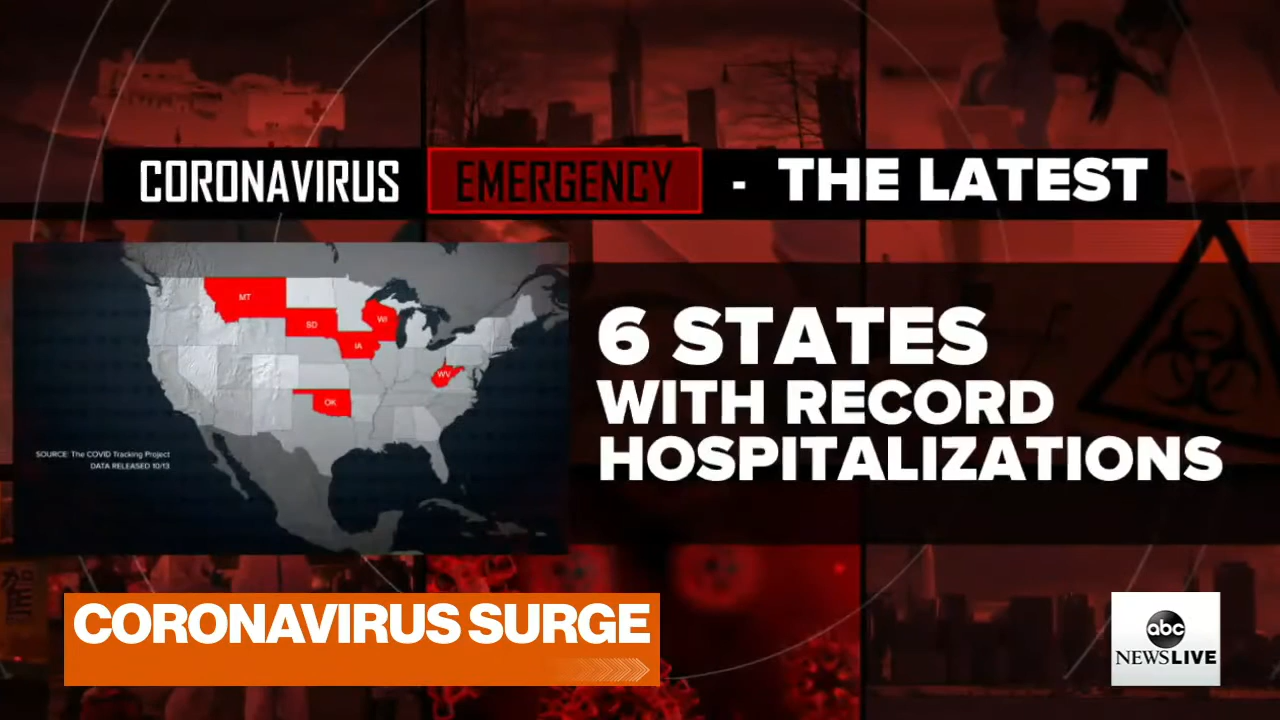 CORONAVIRUS EMERGENCY - THE LATEST
MT
SD
WI
IA
WV
OK
SOURCE: The COVID Tracking Project
DATA RELEASED 10/13
6 STATES
WITH RECORD
HOSPITALIZATIONS
CORONAVIRUS SURGE
abc
NEWS LIVE